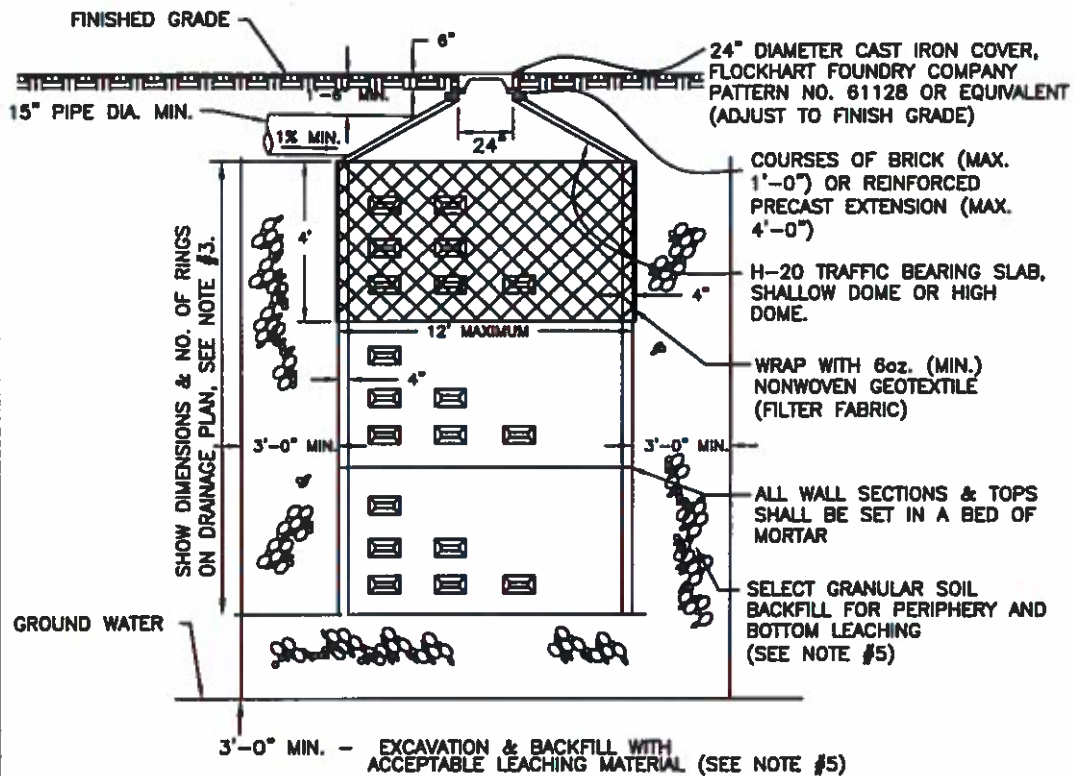 FINISHED GRADE
6"
24" DIAMETER CAST IRON COVER,
FLOCKHART FOUNDRY COMPANY
PATTERN NO. 61128 OR EQUIVALENT
(ADJUST TO FINISH GRADE)
1'-6" MIN.
15" PIPE DIA. MIN.
1% MIN.
24"
COURSES OF BRICK (MAX.
1'-0") OR REINFORCED
PRECAST EXTENSION (MAX.
4'-0")
4'
H-20 TRAFFIC BEARING SLAB,
SHALLOW DOME OR HIGH
DOME.
4"
12' MAXIMUM
WRAP WITH 6oz. (MIN.)
NONWOVEN GEOTEXTILE
(FILTER FABRIC)
4"
SHOW DIMENSIONS & NO. OF RINGS
ON DRAINAGE PLAN, SEE NOTE #3.
3'-0" MIN.
3'-0" MIN.
ALL WALL SECTIONS & TOPS
SHALL BE SET IN A BED OF
MORTAR
SELECT GRANULAR SOIL
BACKFILL FOR PERIPHERY AND
BOTTOM LEACHING
(SEE NOTE #5)
GROUND WATER
3'-0" MIN. - EXCAVATION & BACKFILL WITH
ACCEPTABLE LEACHING MATERIAL (SEE NOTE #5)